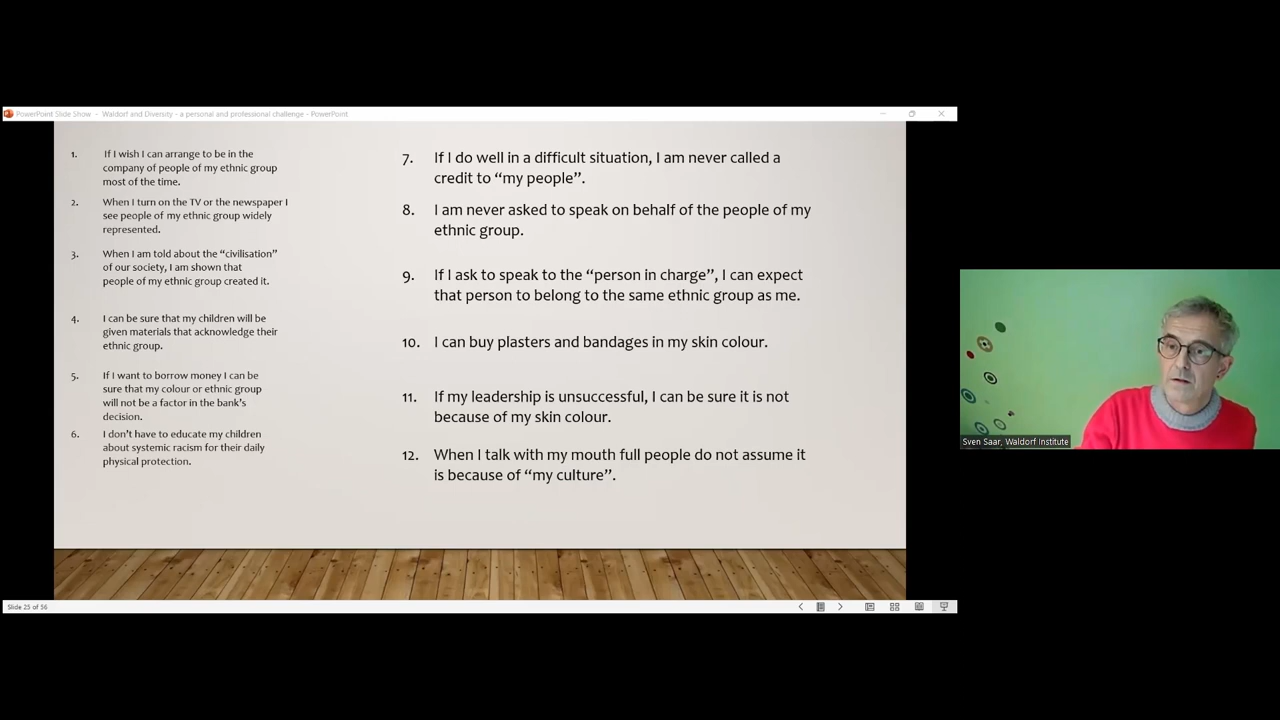 PowerPoint Slide Show - Waldorf and Diversity - a personal and professional challenge - PowerPoint
1. If I wish I can arrange to be in the
company of people of my ethnic group
most of the time.
2. When I turn on the TV or the newspaper I
see people of my ethnic group widely
represented.
3. When I am told about the “civilisation”
of our society, I am shown that
people of my ethnic group created it.
4. I can be sure that my children will be
given materials that acknowledge their
ethnic group.
5. If I want to borrow money I can be
sure that my colour or ethnic group
will not be a factor in the bank’s
decision.
6. I don’t have to educate my children
about systemic racism for their daily
physical protection.
7. If I do well in a difficult situation, I am never called a
credit to “my people”.
8. I am never asked to speak on behalf of the people of my
ethnic group.
9. If I ask to speak to the “person in charge”, I can expect
that person to belong to the same ethnic group as me.
10. I can buy plasters and bandages in my skin colour.
11. If my leadership is unsuccessful, I can be sure it is not
because of my skin colour.
12. When I talk with my mouth full people do not assume it
is because of “my culture”.
Sven Saar, Waldorf Institute
Slide 25 of 56